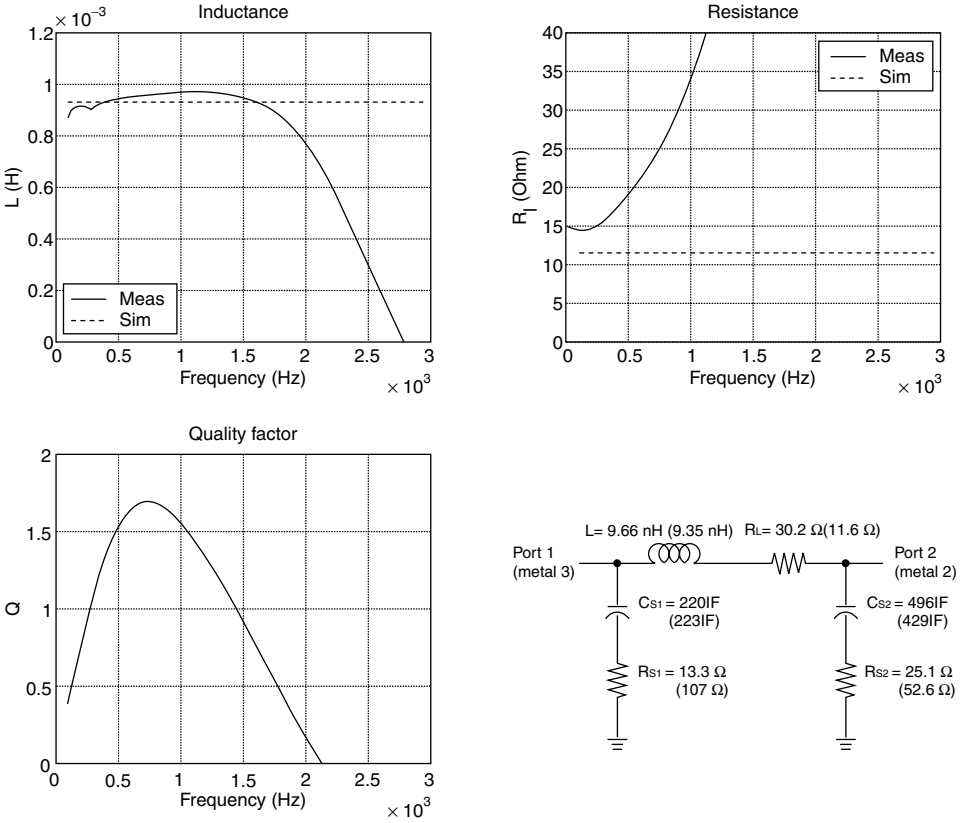 Inductance
× 10⁻³
1.2
1
0.8
0.6
0.4
0.2
0
L (H)
Meas
Sim
0 0.5 1 1.5 2 2.5 3
Frequency (Hz)
× 10³
Resistance
40
35
30
25
20
15
10
5
0
Rl (Ohm)
Meas
Sim
0 0.5 1 1.5 2 2.5 3
Frequency (Hz)
× 10³
Quality factor
2
1.5
1
0.5
0
Q
0 0.5 1 1.5 2 2.5 3
Frequency (Hz)
× 10³
L= 9.66 nH (9.35 nH)
RL= 30.2 Ω(11.6 Ω)
Port 1
(metal 3)
Port 2
(metal 2)
CS1 = 220IF
(223IF)
CS2 = 496IF
(429IF)
RS1 = 13.3 Ω
(107 Ω)
RS2 = 25.1 Ω
(52.6 Ω)